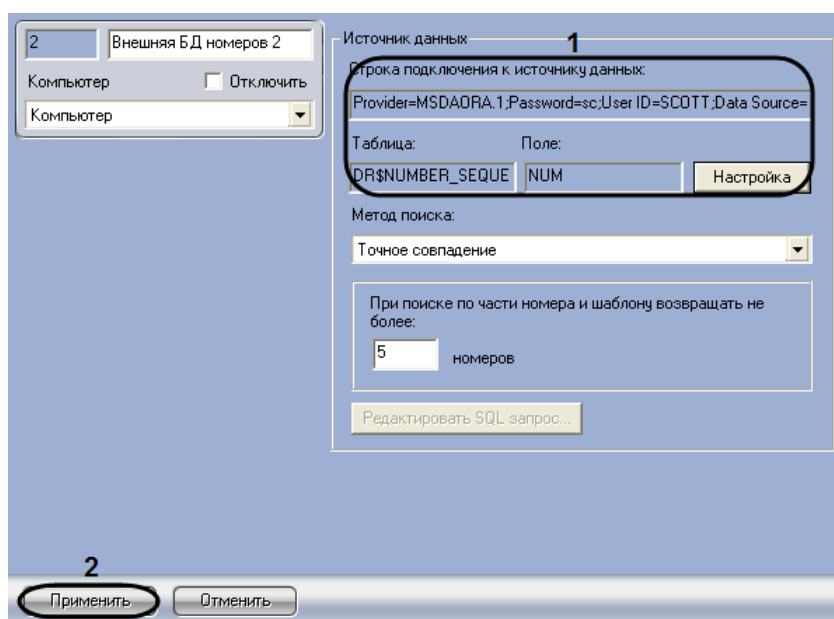 2 Внешняя БД номеров 2
Компьютер Отключить
Компьютер
Источник данных
1
Строка подключения к источнику данных:
Provider=MSDAORA.1;Password=sc;User ID=SCOTT;Data Source=
Таблица: Поле:
DR$NUMBER_SEQUE NUM Настройка
Метод поиска:
Точное совпадение
При поиске по части номера и шаблону возвращать не
более:
5 номеров
Редактировать SQL запрос...
2
Применить Отменить